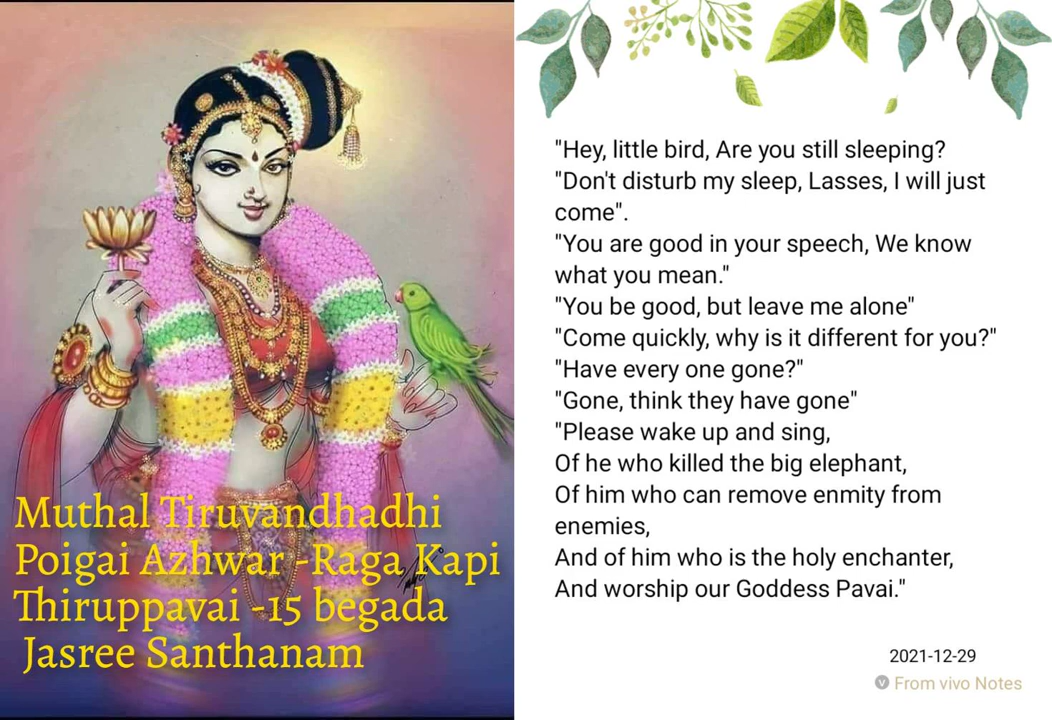 Muthal Tiruvandhadhi
Poigai Azhwar -Raga Kapi
Thiruppavai -15 begada
Jasree Santhanam
"Hey, little bird, Are you still sleeping?
"Don't disturb my sleep, Lasses, I will just
come".
"You are good in your speech, We know
what you mean."
"You be good, but leave me alone"
"Come quickly, why is it different for you?"
"Have every one gone?"
"Gone, think they have gone"
"Please wake up and sing,
Of he who killed the big elephant,
Of him who can remove enmity from
enemies,
And of him who is the holy enchanter,
And worship our Goddess Pavai."
2021-12-29
V From vivo Notes